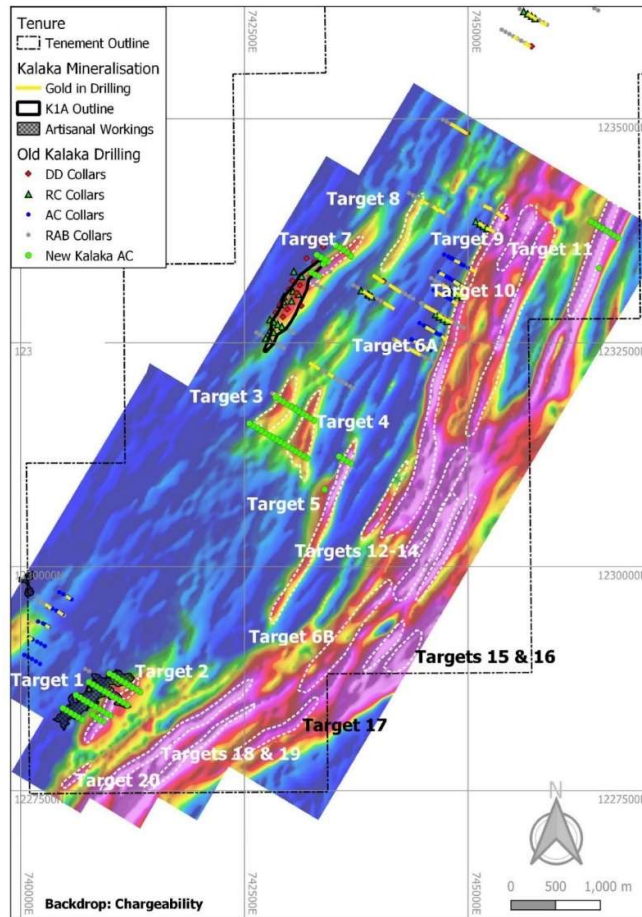 742500E
745000E
Tenure
Tenement Outline
Kalaka Mineralisation
Gold in Drilling
K1A Outline
Artisanal Workings
Old Kalaka Drilling
DD Collars
RC Collars
AC Collars
RAB Collars
New Kalaka AC
1235000
Target 8
Target 7
Target 9
Target 11
Target 10
123
1232500N
Target 6A
Target 3
Target 4
Target 5
Targets 12-14
1230000N
1230000N
Target 6B
Targets 15 & 16
Target 1
Target 2
Target 17
Targets 18 & 19
Target 20
1227500N
1227500N
N
0 500 1,000 m
Backdrop: Chargeability
740000E
742500E
745000E